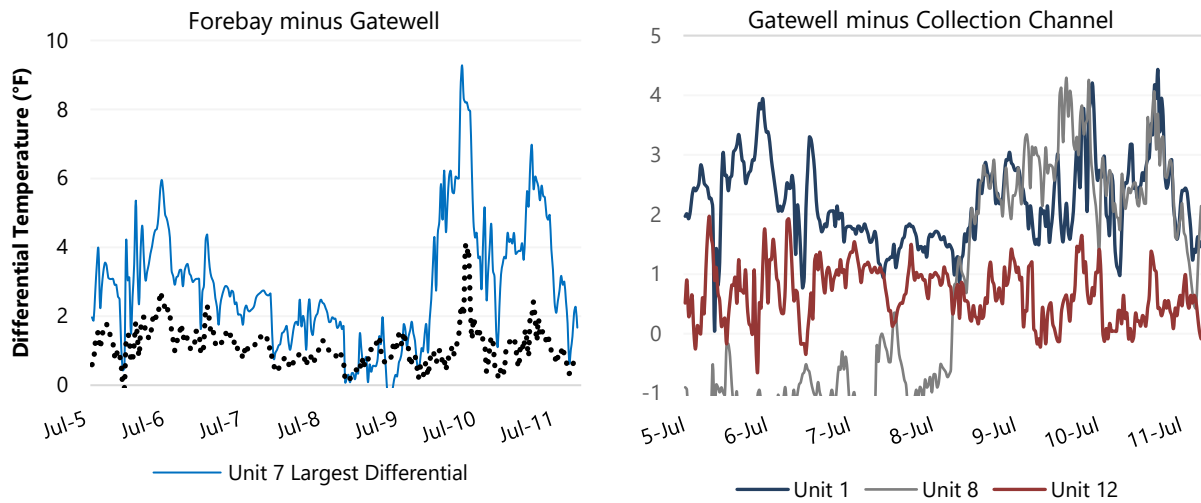 Forebay minus Gatewell
Differential Temperature (°F)
10
8
6
4
2
0
Jul-5
Jul-6
Jul-7
Jul-8
Jul-9
Jul-10
Jul-11
Unit 7 Largest Differential
Gatewell minus Collection Channel
5
4
3
2
1
0
-1
5-Jul
6-Jul
7-Jul
8-Jul
9-Jul
10-Jul
11-Jul
Unit 1 Unit 8 Unit 12